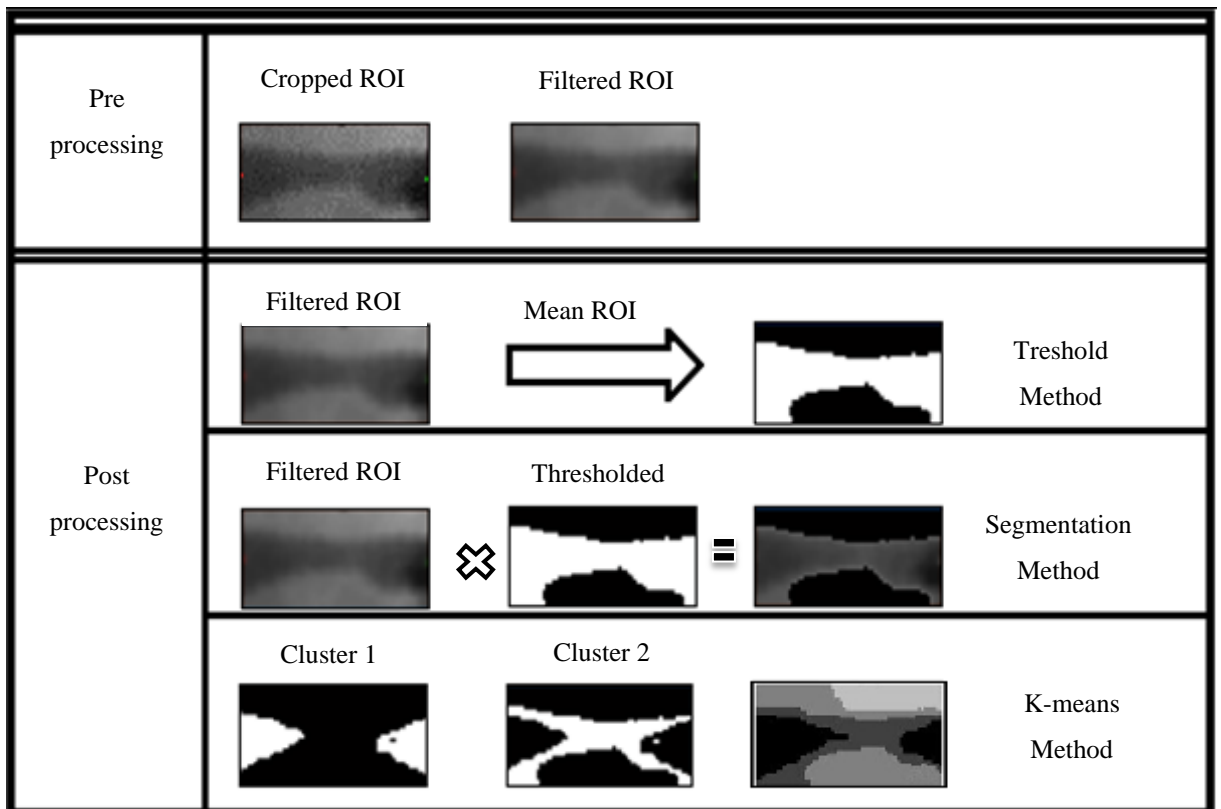 Pre
processing
Cropped ROI
Filtered ROI
Post
processing
Filtered ROI
Mean ROI
Treshold
Method
Filtered ROI
Thresholded
Segmentation
Method
Cluster 1
Cluster 2
K-means
Method